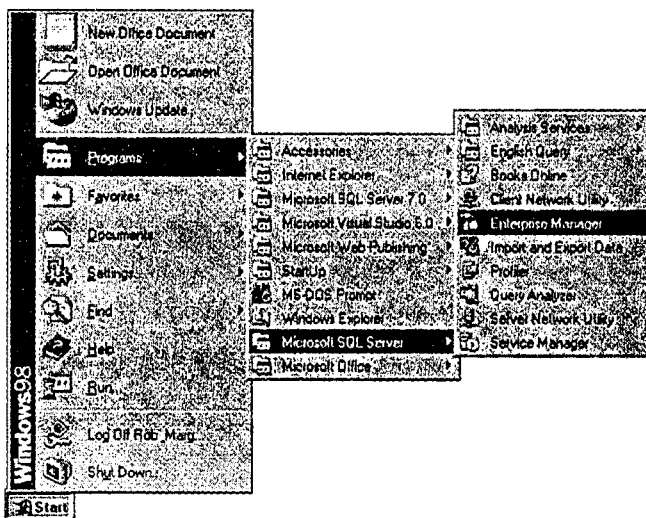 New Office Document
Open Office Document
Windows Update
Programs
Favorites
Documents
Settings
Find
Help
Run...
Log Off Rob_Marg...
Shut Down...
Windows98
Start
Accessories
Internet Explorer
Microsoft SQL Server 7.0
Microsoft Visual Studio 6.0
Microsoft Web Publishing
StartUp
MS-DOS Prompt
Windows Explorer
Microsoft SQL Server
Microsoft Office
Analysis Services
English Query
Books Online
Client Network Utility
Enterprise Manager
Import and Export Data
Profiler
Query Analyzer
Server Network Utility
Service Manager